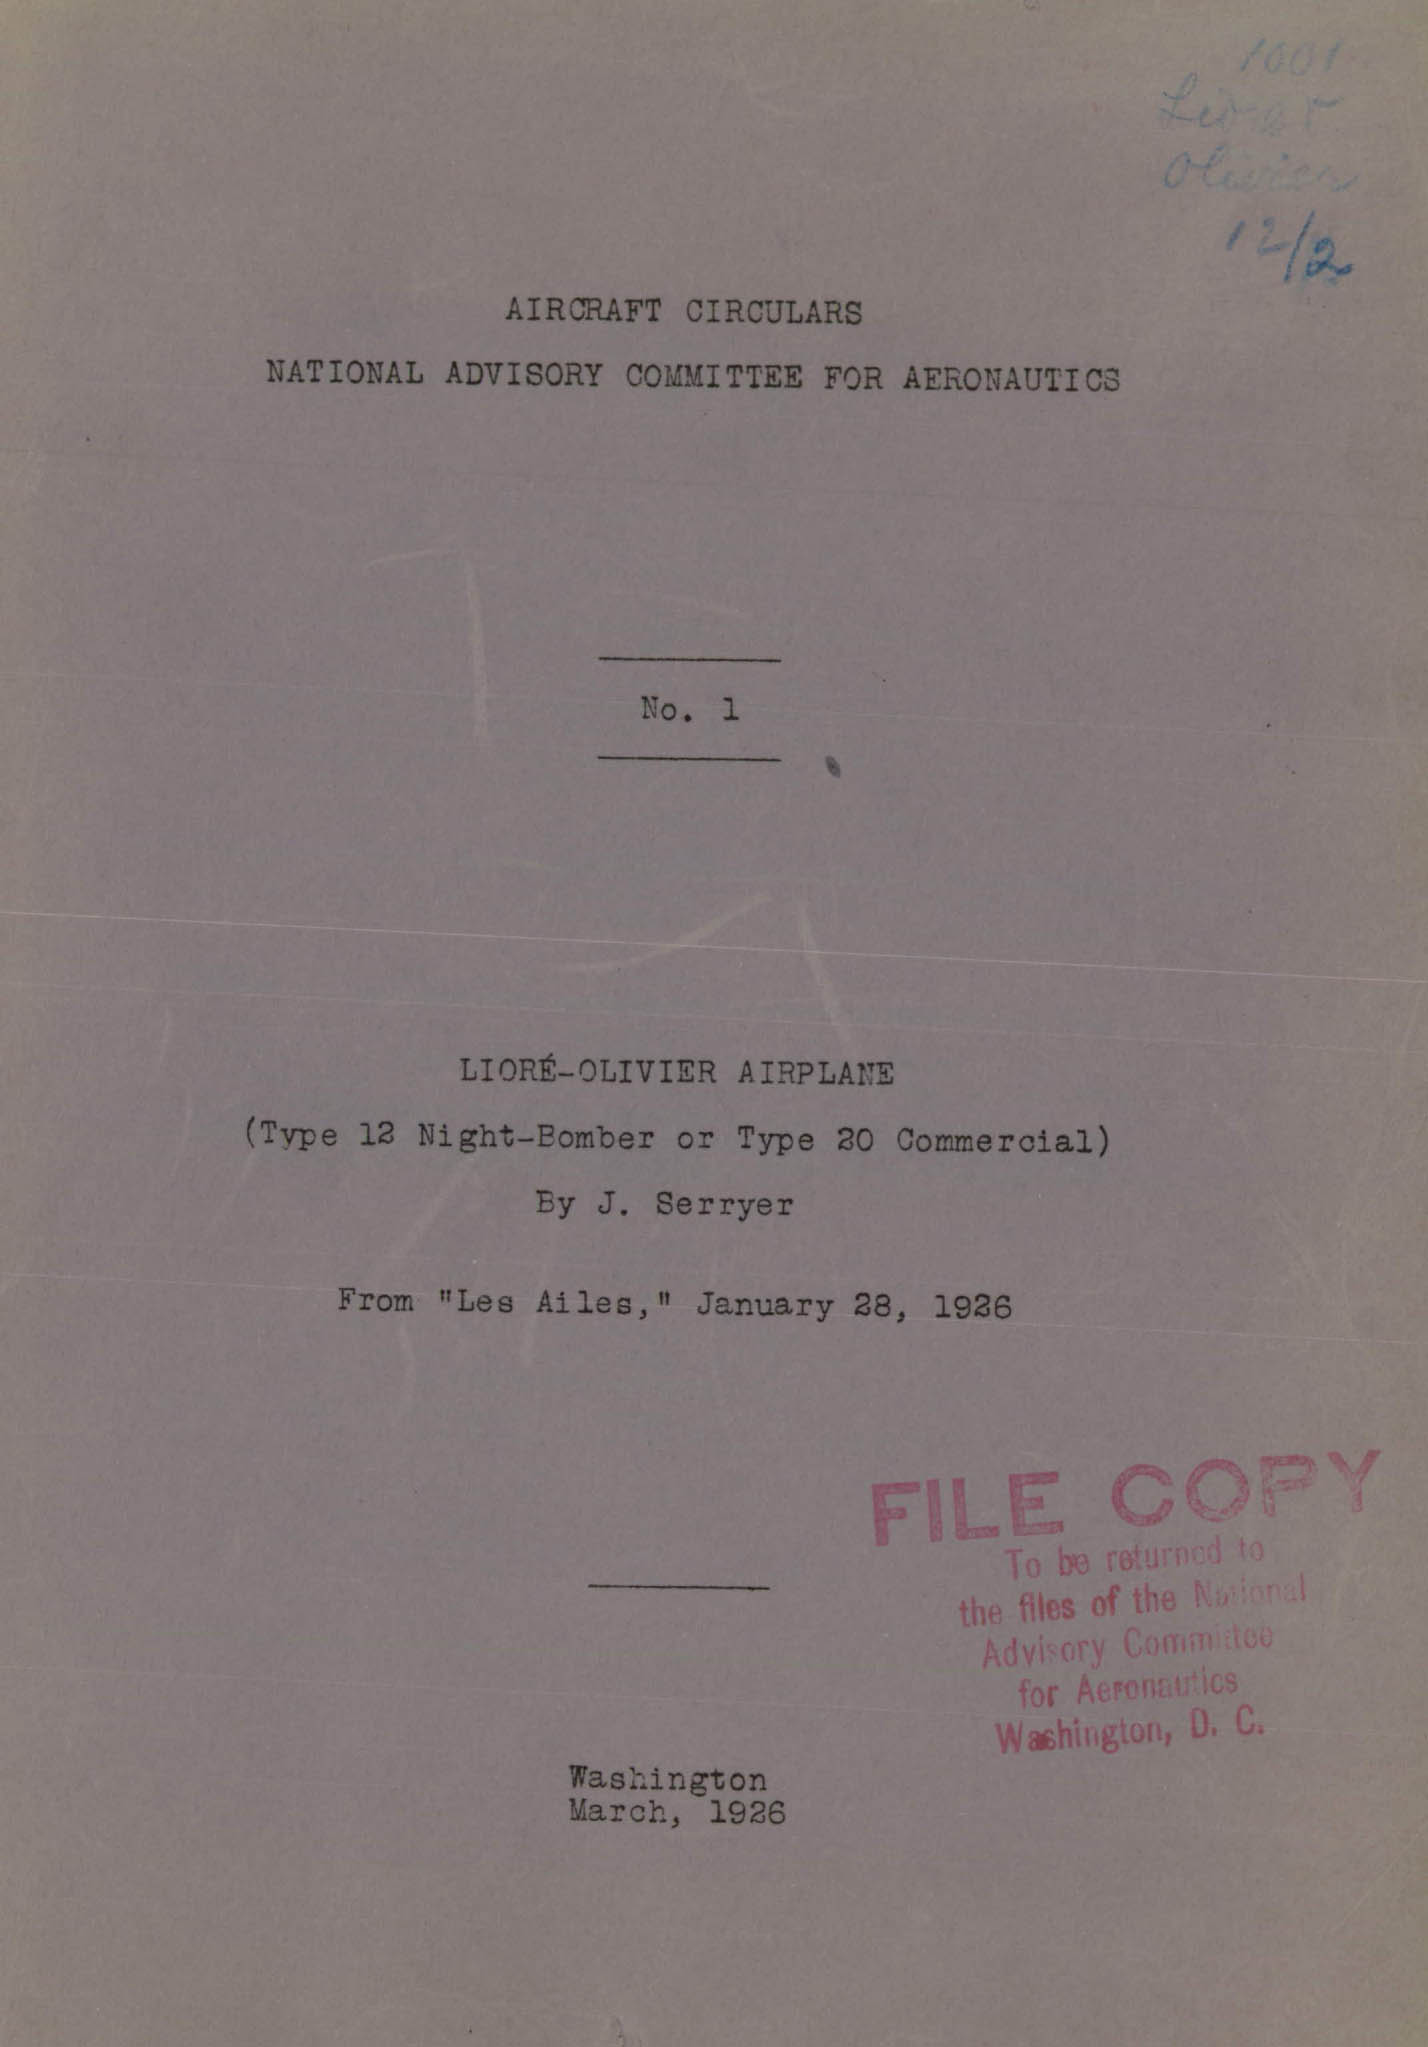 1001
Olivier
12/2
AIRCRAFT CIRCULARS
NATIONAL ADVISORY COMMITTEE FOR AERONAUTICS
No. 1
LIORÉ-OLIVIER AIRPLANE
(Type 12 Night-Bomber or Type 20 Commercial)
By J. Serryer
From "Les Ailes," January 28, 1926
FILE COPY
To be returned to
the files of the National
Advisory Committee
for Aeronautics
Washington, D. C.
Washington
March, 1926